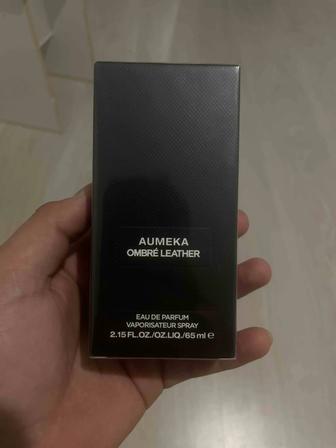 AUMEKA
OMBRÉ LEATHER
EAU DE PARFUM
VAPORISATEUR SPRAY
2.15 FL.OZ./OZ.LIQ./65 ml ℮